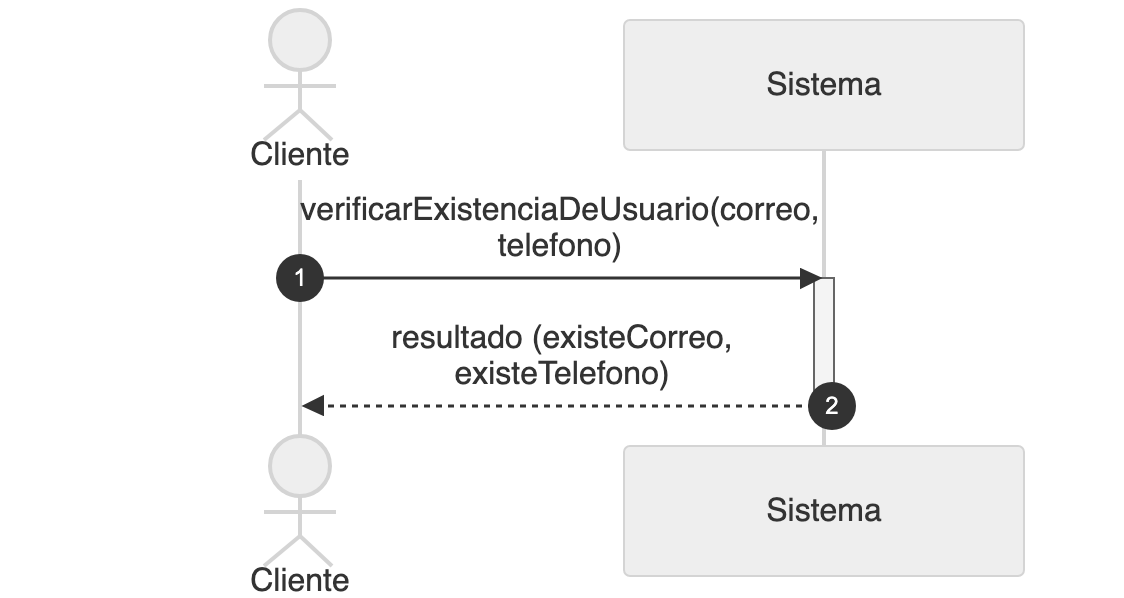 Sistema
Cliente
verificarExistenciaDeUsuario(correo,
telefono)
1
resultado (existeCorreo,
existeTelefono)
2
Sistema
Cliente